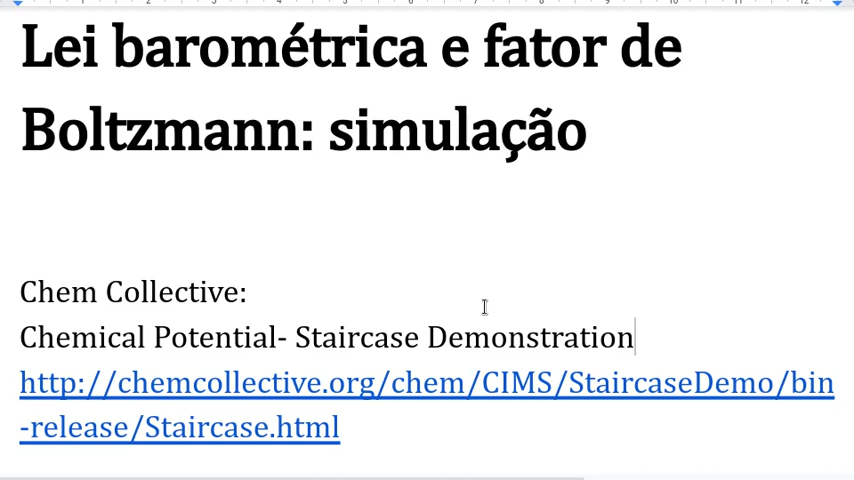 Lei barométrica e fator de
Boltzmann: simulação
Chem Collective:
Chemical Potential- Staircase Demonstration
http://chemcollective.org/chem/CIMS/StaircaseDemo/bin
-release/Staircase.html